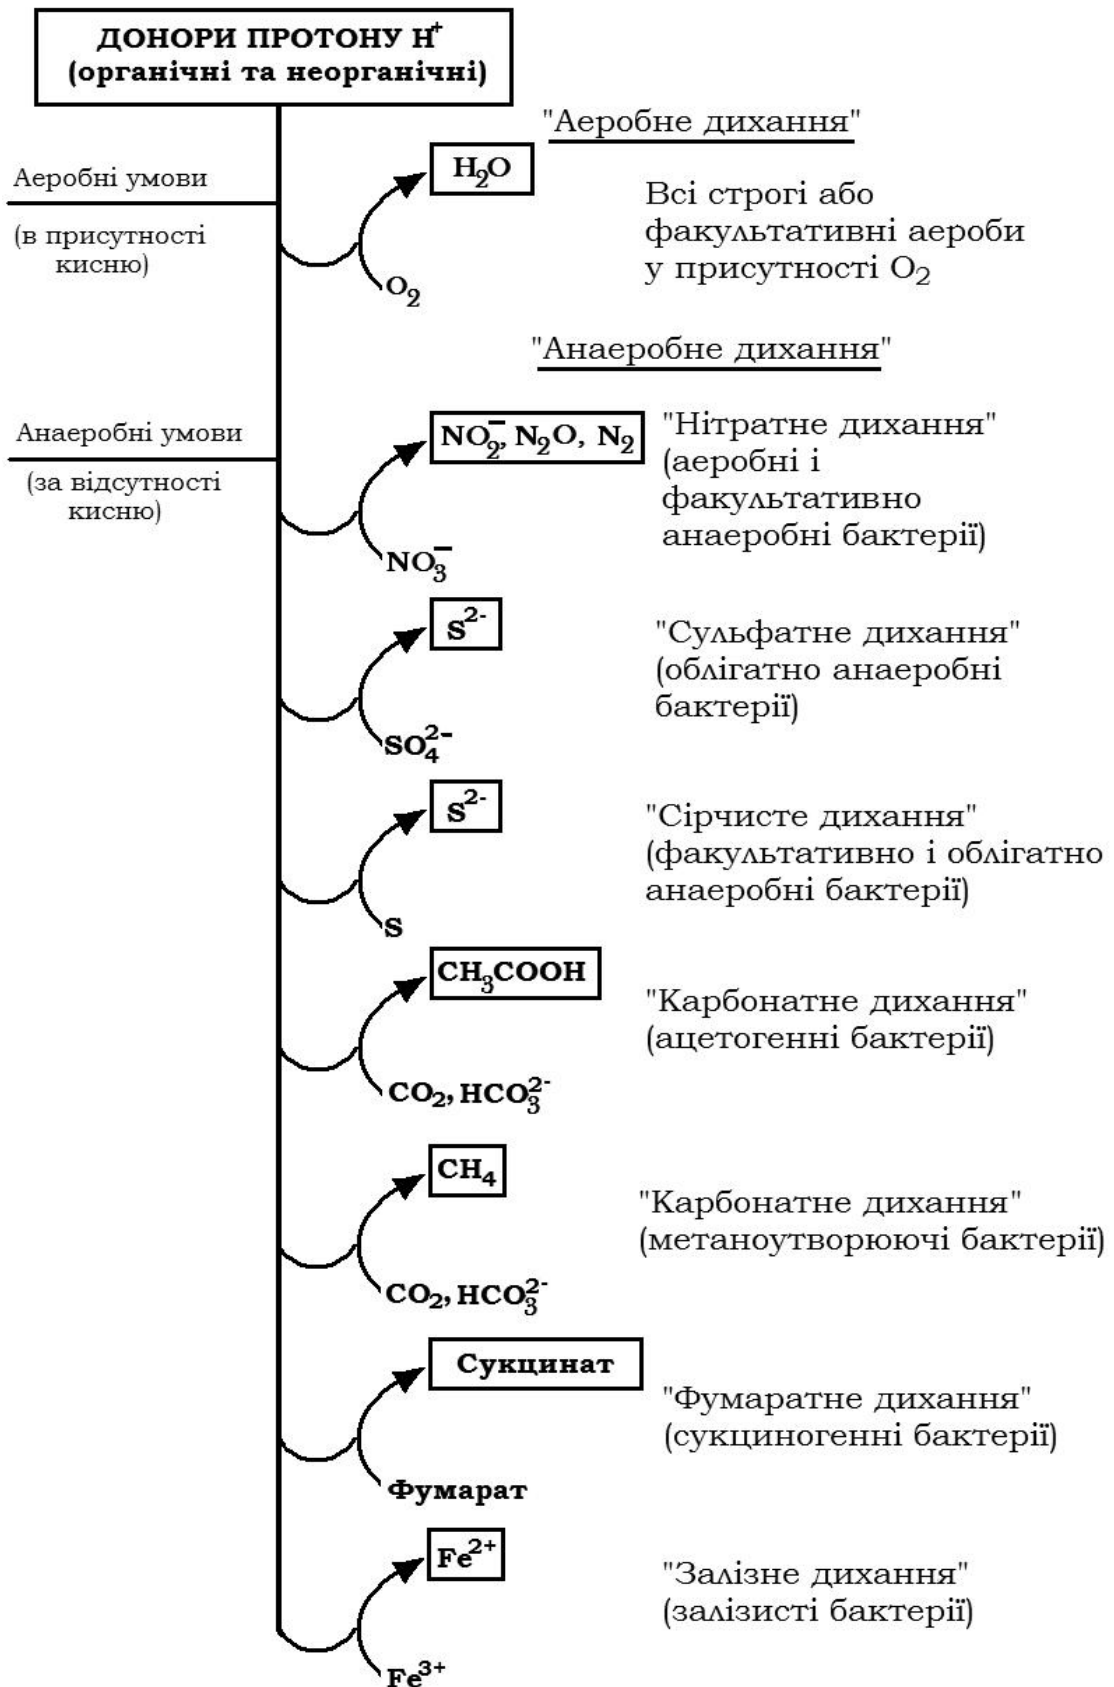 ДОНОРИ ПРОТОНУ H⁺
(органічні та неорганічні)
"Аеробне дихання"
Аеробні умови
(в присутності
кисню)
H₂O
O₂
Всі строгі або
факультативні аероби
у присутності O₂
"Анаеробне дихання"
Анаеробні умови
(за відсутності
кисню)
NO₂⁻, N₂O, N₂
NO₃⁻
"Нітратне дихання"
(аеробні і
факультативно
анаеробні бактерії)
S²⁻
SO₄²⁻
"Сульфатне дихання"
(облігатно анаеробні
бактерії)
S²⁻
S
"Сірчисте дихання"
(факультативно і облігатно
анаеробні бактерії)
CH₃COOH
CO₂, HCO₃²⁻
"Карбонатне дихання"
(ацетогенні бактерії)
CH₄
CO₂, HCO₃²⁻
"Карбонатне дихання"
(метаноутворюючі бактерії)
Сукцинат
Фумарат
"Фумаратне дихання"
(сукциногенні бактерії)
Fe²⁺
Fe³⁺
"Залізне дихання"
(залізисті бактерії)